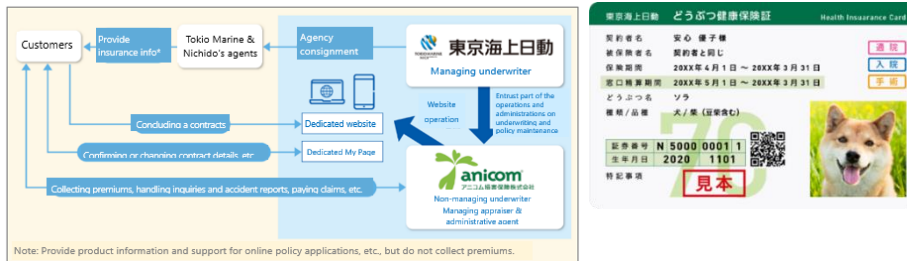 Customers
Provide
insurance info*
Tokio Marine &
Nichido's agents
Agency
consignment
東京海上日動
Managing underwriter
Website
operation
Entrust part of the
operations and
administrations on
underwriting and
policy maintenance
Concluding a contracts
Dedicated website
Confirming or changing contract details, etc.
Dedicated My Page
Collecting premiums, handling inquiries and accident reports, paying claims, etc.
anicom
アニコム損害保険株式会社
Non-managing underwriter
Managing appraiser &
administrative agent
Note: Provide product information and support for online policy applications, etc., but do not collect premiums.
東京海上日動 どうぶつ健康保険証 Health Insuarance Card
契約者名 安心 優子様
被保険者名 契約者と同じ
保険期間 20XX年4月1日 〜 20XX年3月31日
窓口精算期間 20XX年5月1日 〜 20XX年3月31日
どうぶつ名 ソラ
種類/品種 犬/柴(豆柴含む)
通院
入院
手術
70
証券番号 N 5000 0001 1
生年月日 2020 1101
特記事項
見本